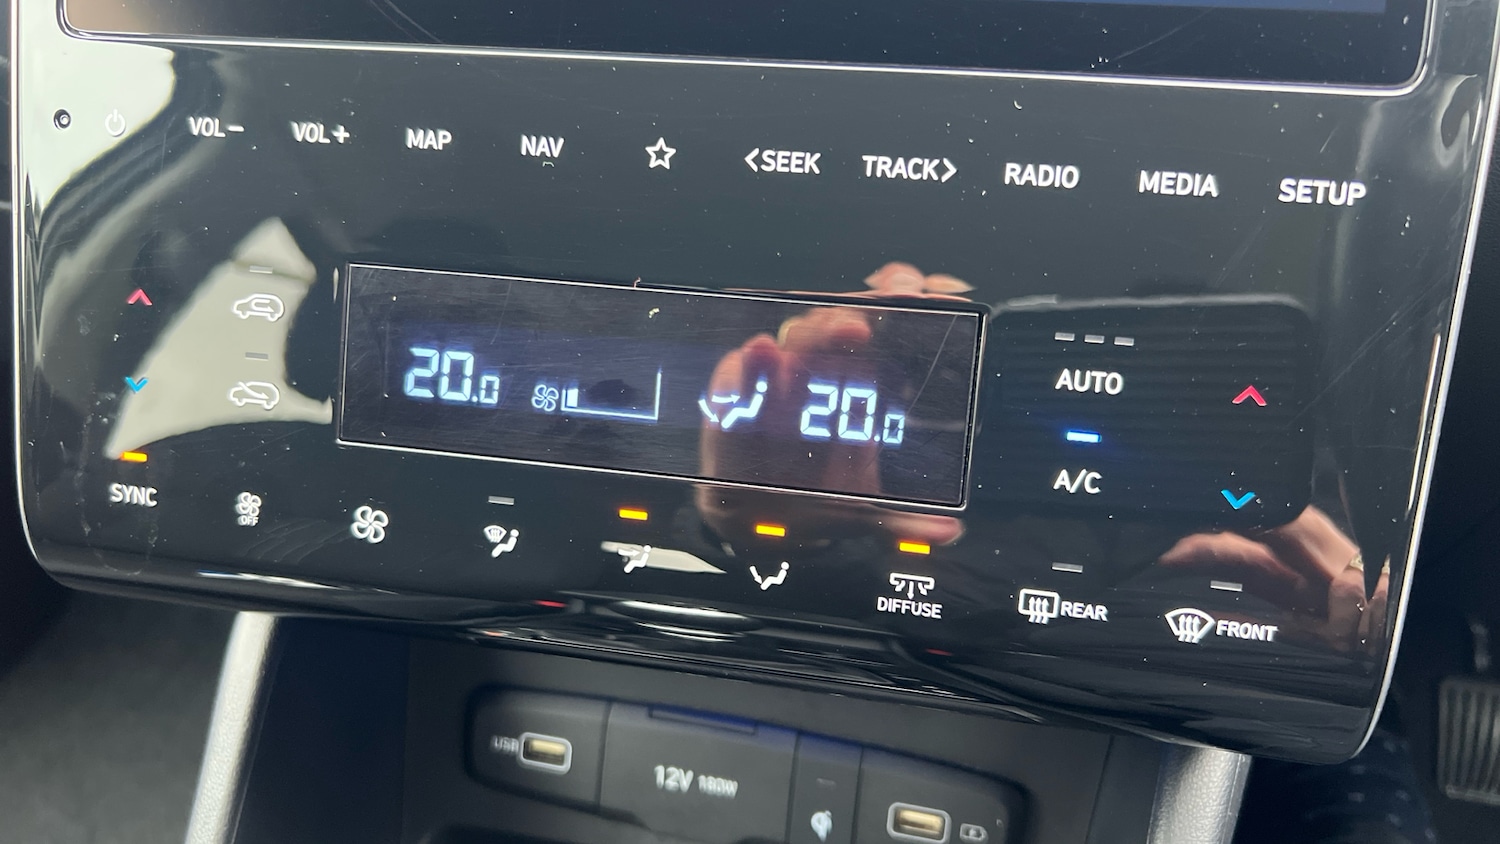 VOL− VOL+ MAP NAV <SEEK TRACK> RADIO MEDIA SETUP
20.0 20.0
AUTO
A/C
SYNC
OFF
DIFFUSE
REAR
FRONT
USB
12V 180W